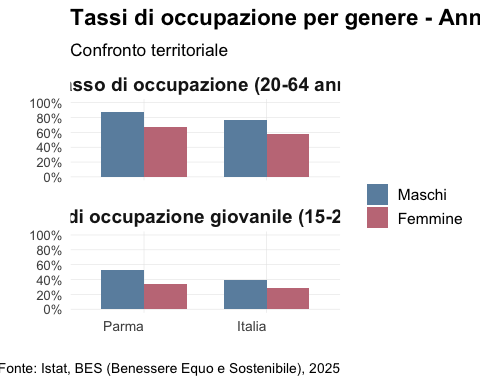 Tassi di occupazione per genere - Ann
Confronto territoriale
asso di occupazione (20-64 ann
100%
80%
60%
40%
20%
0%
Maschi
Femmine
di occupazione giovanile (15-2
100%
80%
60%
40%
20%
0%
Parma Italia
Fonte: Istat, BES (Benessere Equo e Sostenibile), 2025